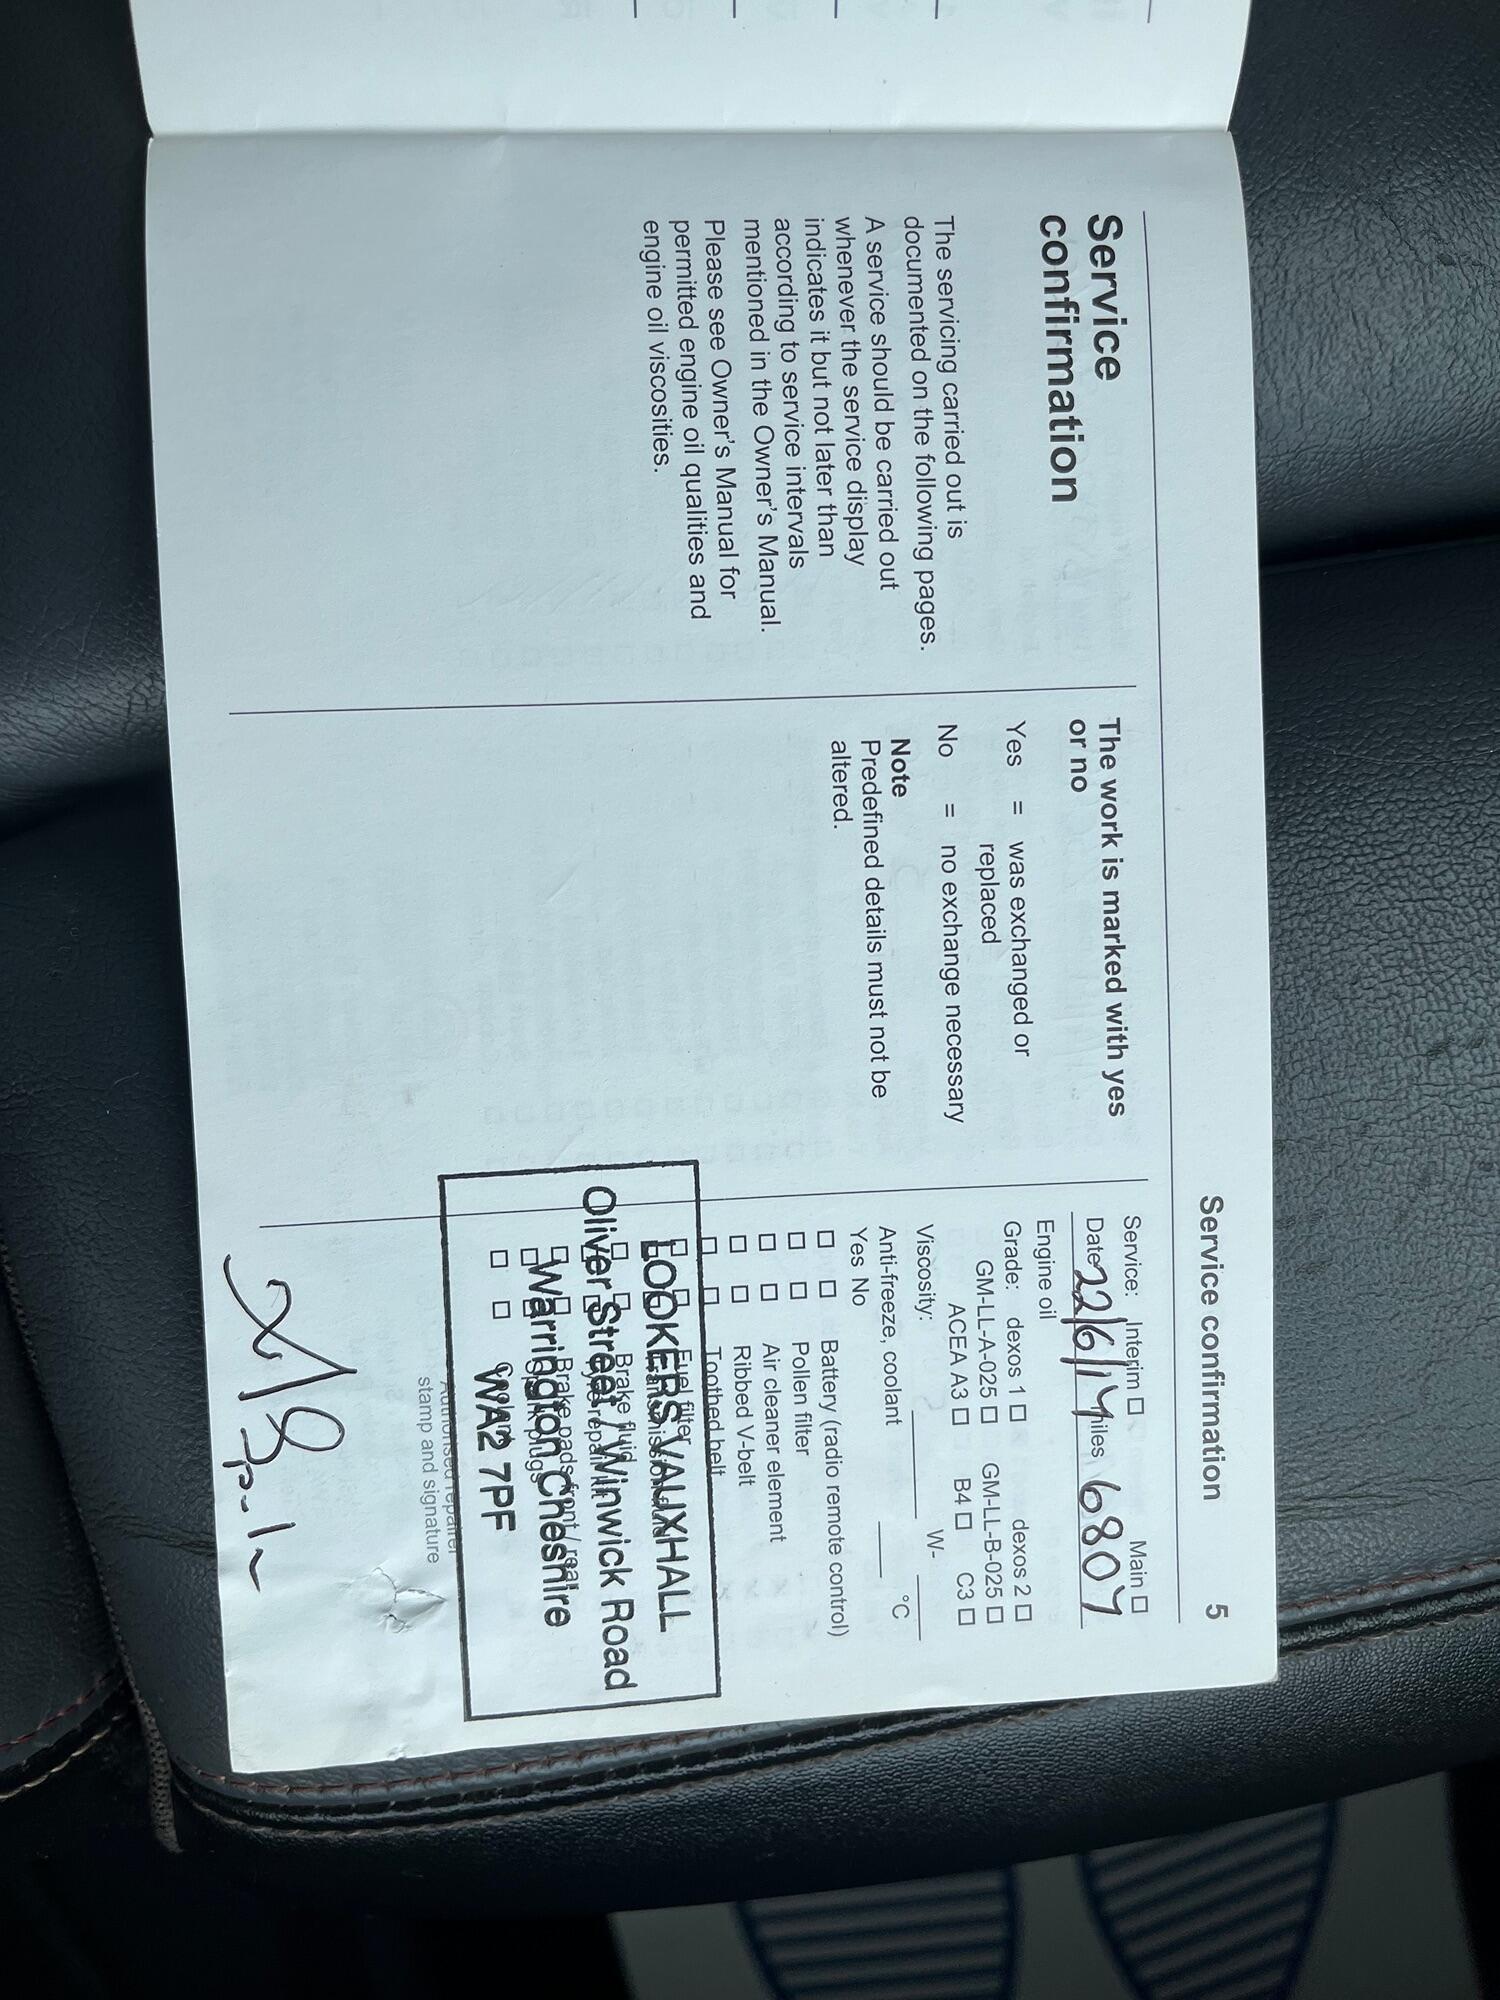 Service confirmation 5
Service
confirmation
The servicing carried out is
documented on the following pages.
A service should be carried out
whenever the service display
indicates it but not later than
according to service intervals
mentioned in the Owner's Manual.
Please see Owner's Manual for
permitted engine oil qualities and
engine oil viscosities.
The work is marked with yes
or no
Yes = was exchanged or
replaced
No = no exchange necessary
Note
Predefined details must not be
altered.
Service: Interim □ Main □
Date 22/6/14 Miles 6807
Engine oil
Grade: dexos 1 □ dexos 2 □
GM-LL-A-025 □ GM-LL-B-025 □
ACEA A3 □ B4 □ C3 □
Viscosity: ____ W- ____
Anti-freeze, coolant ____ °C
Yes No
□ □ Battery (radio remote control)
□ □ Pollen filter
□ □ Air cleaner element
□ □ Ribbed V-belt
□ □ Toothed belt
□ □ Fuel filter
□ □ Brake fluid
□ □ Brake pads front / rear
LOOKERS VAUXHALL
Oliver Street / Winwick Road
Warrington Cheshire
WA2 7PF
Authorised repairer
stamp and signature